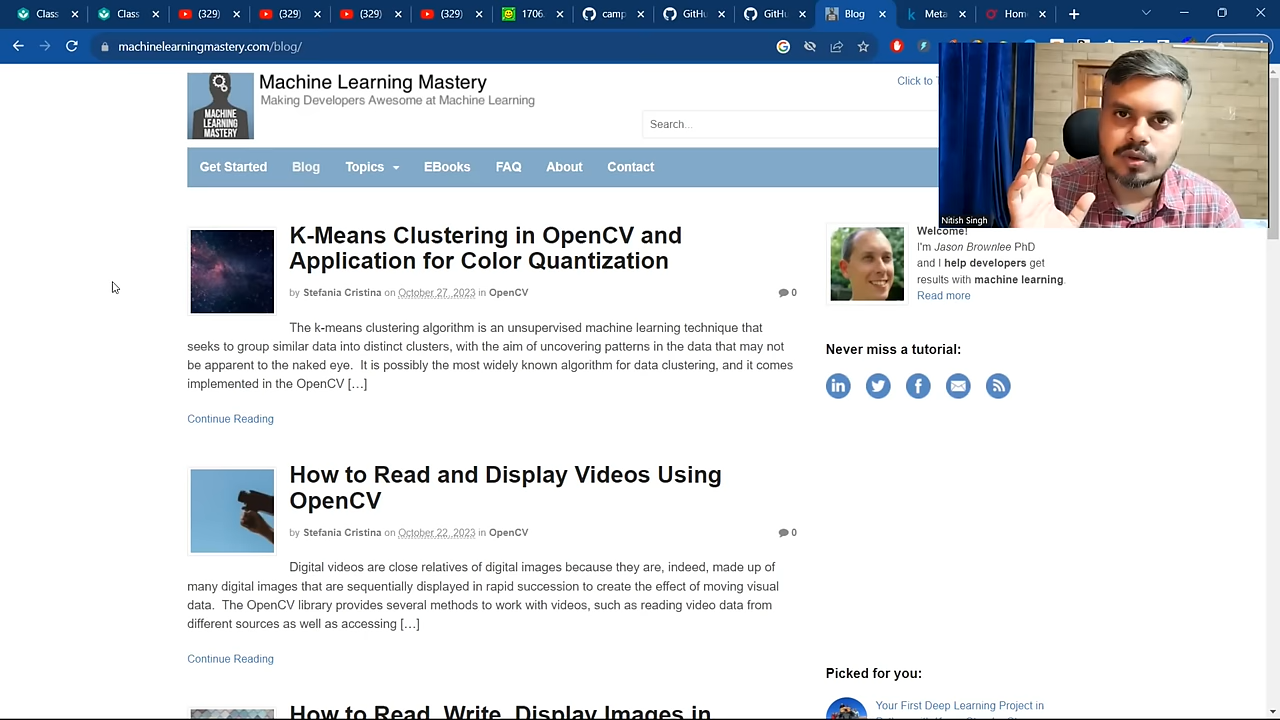 Class
Class
(329)
(329)
(329)
(329)
1706.
camp
GitHu
GitHu
Blog
Meta
Hom
machinelearningmastery.com/blog/
MACHINE
LEARNING
MASTERY
Machine Learning Mastery
Making Developers Awesome at Machine Learning
Click to
Search...
Get Started
Blog
Topics
EBooks
FAQ
About
Contact
Nitish Singh
K-Means Clustering in OpenCV and
Application for Color Quantization
by Stefania Cristina on October 27, 2023 in OpenCV
0
The k-means clustering algorithm is an unsupervised machine learning technique that
seeks to group similar data into distinct clusters, with the aim of uncovering patterns in the data that may not
be apparent to the naked eye. It is possibly the most widely known algorithm for data clustering, and it comes
implemented in the OpenCV […]
Continue Reading
How to Read and Display Videos Using
OpenCV
by Stefania Cristina on October 22, 2023 in OpenCV
0
Digital videos are close relatives of digital images because they are, indeed, made up of
many digital images that are sequentially displayed in rapid succession to create the effect of moving visual
data. The OpenCV library provides several methods to work with videos, such as reading video data from
different sources as well as accessing […]
Continue Reading
How to Read, Write, Display Images in
Welcome!
I'm Jason Brownlee PhD
and I help developers get
results with machine learning.
Read more
Never miss a tutorial:
Picked for you:
Your First Deep Learning Project in